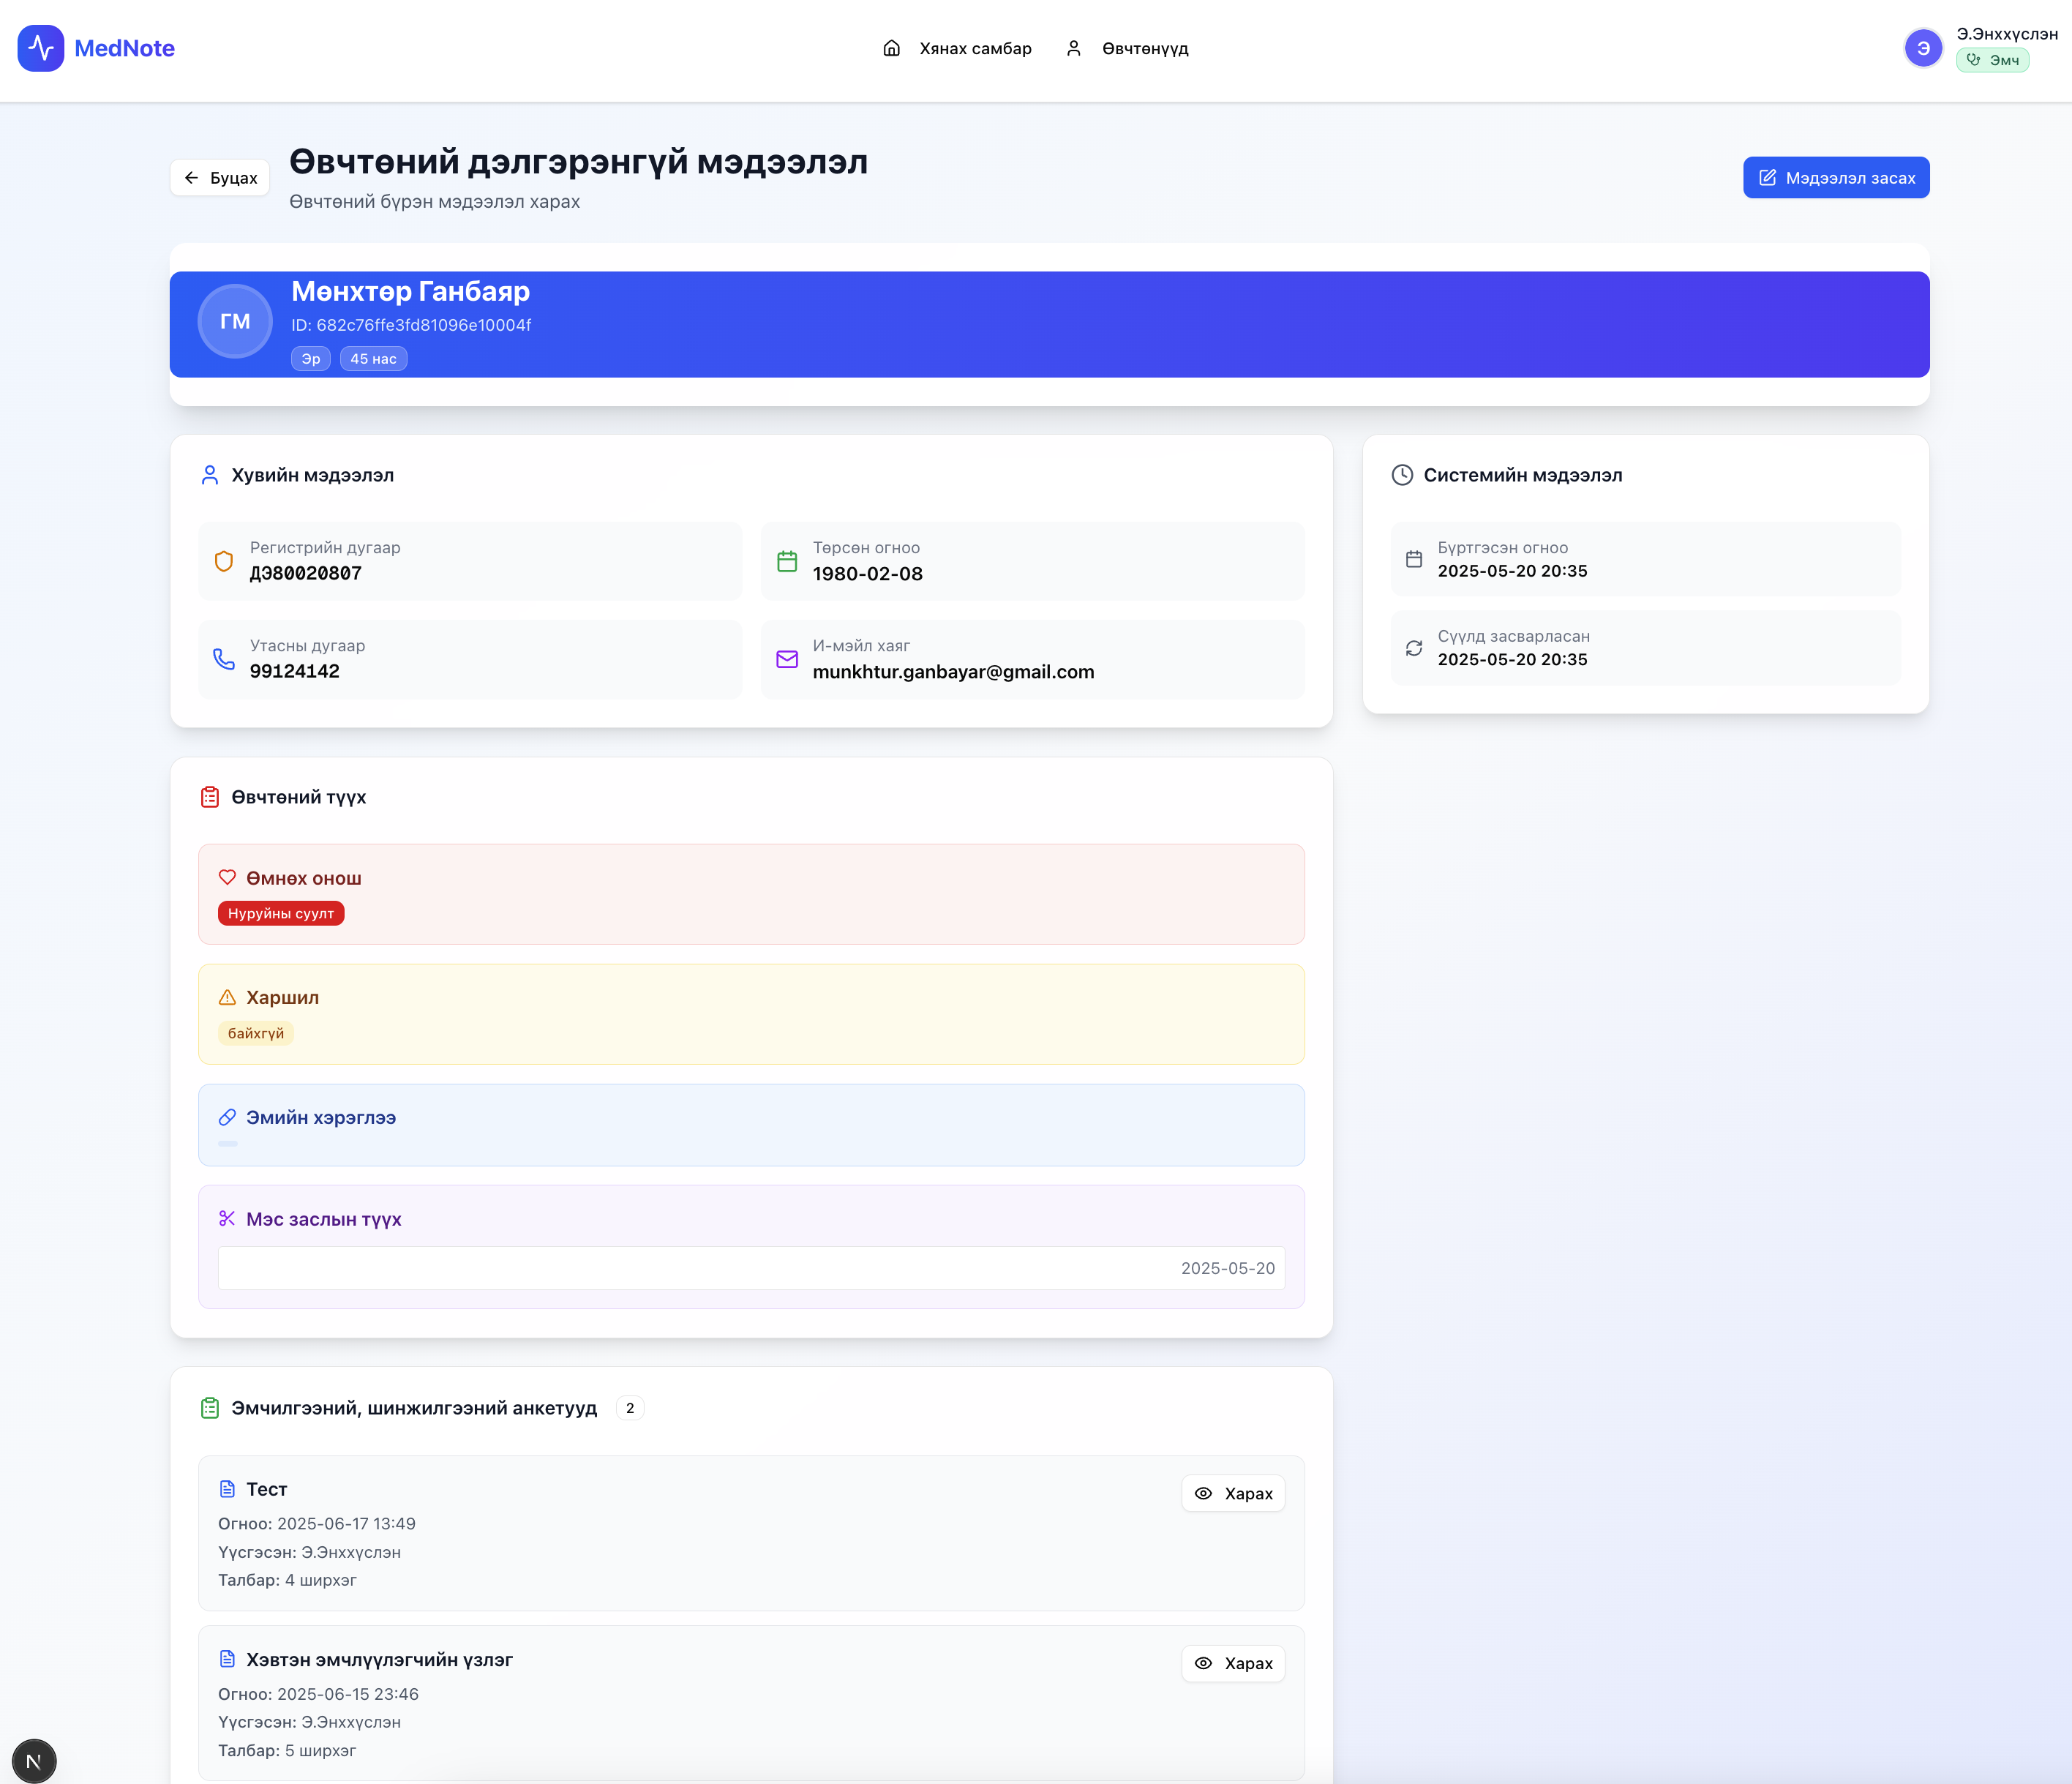 MedNote
Хянах самбар
Өвчтөнүүд
Э
Э.Энххүслэн
Эмч
Буцах
Өвчтөний дэлгэрэнгүй мэдээлэл
Өвчтөний бүрэн мэдээлэл харах
Мэдээлэл засах
ГМ
Мөнхтөр Ганбаяр
ID: 682c76ffe3fd81096e10004f
Эр
45 нас
Хувийн мэдээлэл
Регистрийн дугаар
ДЭ80020807
Төрсөн огноо
1980-02-08
Утасны дугаар
99124142
И-мэйл хаяг
munkhtur.ganbayar@gmail.com
Системийн мэдээлэл
Бүртгэсэн огноо
2025-05-20 20:35
Сүүлд засварласан
2025-05-20 20:35
Өвчтөний түүх
Өмнөх онош
Нуруйны суулт
Харшил
байхгүй
Эмийн хэрэглээ
Мэс заслын түүх
2025-05-20
Эмчилгээний, шинжилгээний анкетууд 2
Тест
Харах
Огноо: 2025-06-17 13:49
Үүсгэсэн: Э.Энххүслэн
Талбар: 4 ширхэг
Хэвтэн эмчлүүлэгчийн үзлэг
Харах
Огноо: 2025-06-15 23:46
Үүсгэсэн: Э.Энххүслэн
Талбар: 5 ширхэг
N